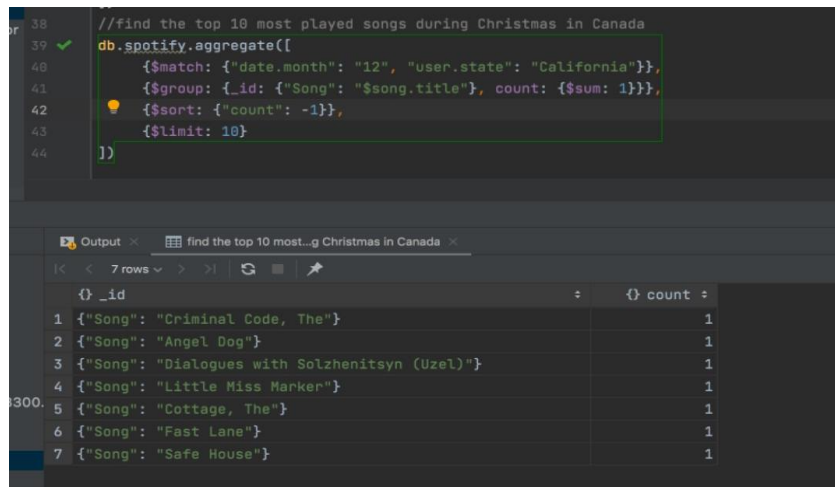 or 38 //find the top 10 most played songs during Christmas in Canada
39 db.spotify.aggregate([
40 {$match: {"date.month": "12", "user.state": "California"}},
41 {$group: {_id: {"Song": "$song.title"}, count: {$sum: 1}}},
42 {$sort: {"count": -1}},
43 {$limit: 10}
44 ])
Output × find the top 10 most...g Christmas in Canada ×
7 rows
{} _id {} count
1 {"Song": "Criminal Code, The"} 1
2 {"Song": "Angel Dog"} 1
3 {"Song": "Dialogues with Solzhenitsyn (Uzel)"} 1
4 {"Song": "Little Miss Marker"} 1
3300. 5 {"Song": "Cottage, The"} 1
6 {"Song": "Fast Lane"} 1
7 {"Song": "Safe House"} 1